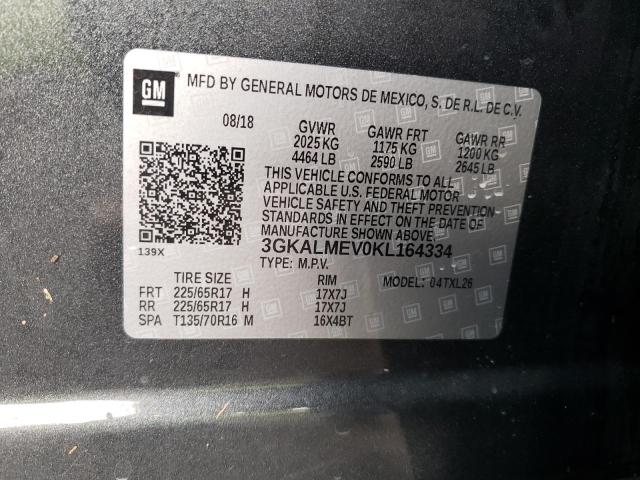 GM
MFD BY GENERAL MOTORS DE MEXICO, S. DE R.L. DE C.V.
08/18 GVWR GAWR FRT GAWR RR
2025 KG 1175 KG 1200 KG
4464 LB 2590 LB 2645 LB
THIS VEHICLE CONFORMS TO ALL
APPLICABLE U.S. FEDERAL MOTOR
VEHICLE SAFETY AND THEFT PREVENTION
STANDARDS IN EFFECT ON THE DATE OF
MANUFACTURE SHOWN ABOVE.
139X 3GKALMEV0KL164334
TYPE: M.P.V. MODEL: 04TXL26
TIRE SIZE RIM
FRT 225/65R17 H 17X7J
RR 225/65R17 H 17X7J
SPA T135/70R16 M 16X4BT